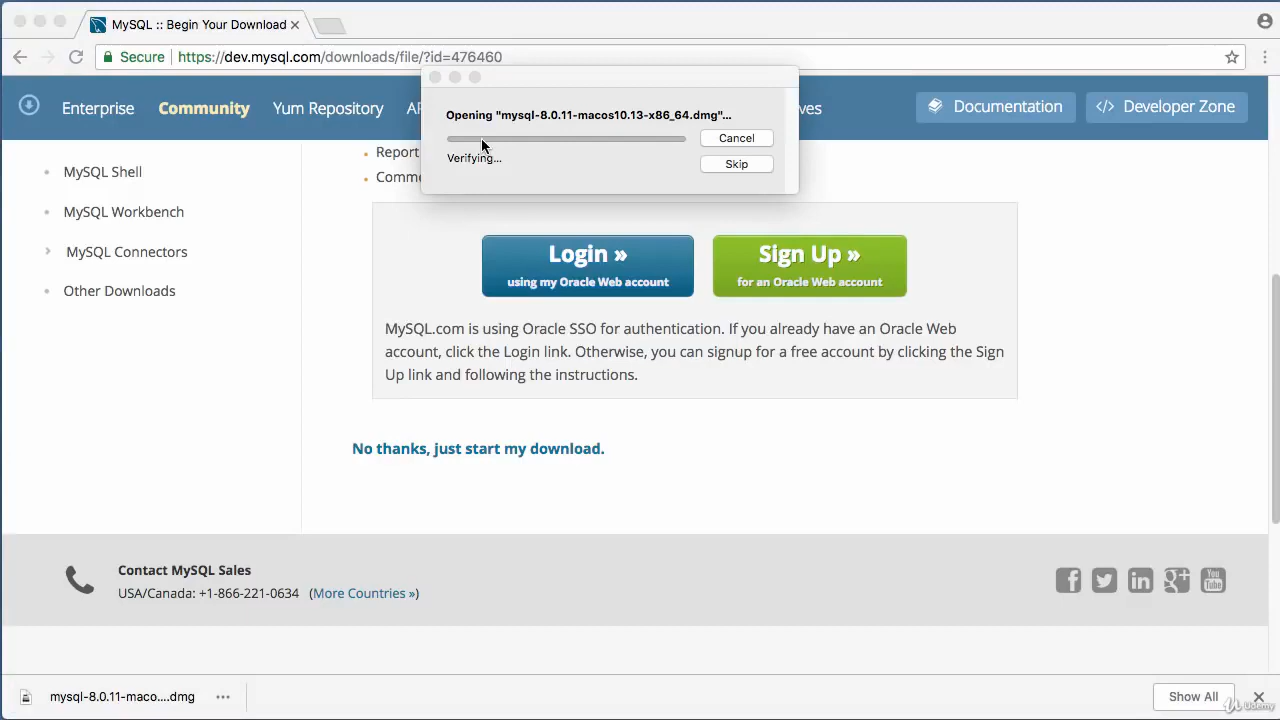 MySQL :: Begin Your Download
Secure
https://dev.mysql.com/downloads/file/?id=476460
Enterprise
Community
Yum Repository
Documentation
</> Developer Zone
Opening "mysql-8.0.11-macos10.13-x86_64.dmg"...
Cancel
Verifying...
Skip
MySQL Shell
MySQL Workbench
MySQL Connectors
Other Downloads
Report
Login »
using my Oracle Web account
Sign Up »
for an Oracle Web account
MySQL.com is using Oracle SSO for authentication. If you already have an Oracle Web
account, click the Login link. Otherwise, you can signup for a free account by clicking the Sign
Up link and following the instructions.
No thanks, just start my download.
Contact MySQL Sales
USA/Canada: +1-866-221-0634 (More Countries »)
You Tube
mysql-8.0.11-maco....dmg
Show All
Udemy